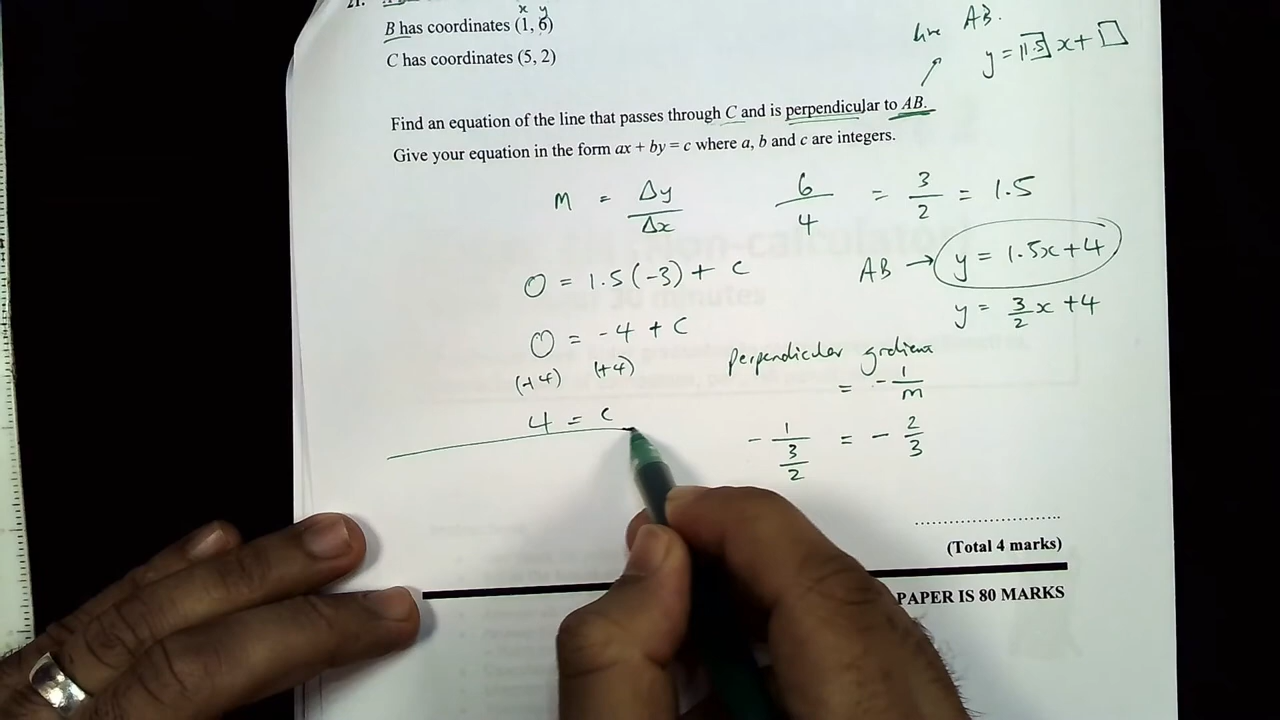 21.
x y
B has coordinates (1, 6)
C has coordinates (5, 2)
line AB.
y = 1.5 x + □
Find an equation of the line that passes through C and is perpendicular to AB.
Give your equation in the form ax + by = c where a, b and c are integers.
M = Δy/Δx
6/4 = 3/2 = 1.5
0 = 1.5(-3) + c
AB → y = 1.5x+4
y = 3/2 x +4
0 = -4 + c
(+4) (+4)
4 = c
Perpendicular gradient
= - 1/m
- 1/(3/2) = - 2/3
(Total 4 marks)
PAPER IS 80 MARKS